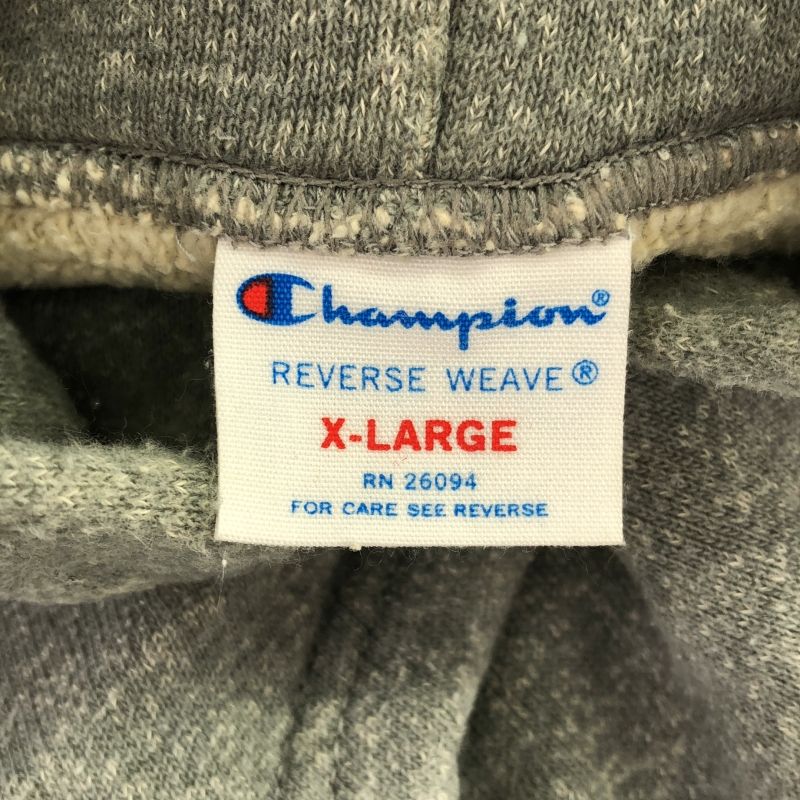 Champion®
REVERSE WEAVE®
X-LARGE
RN 26094
FOR CARE SEE REVERSE